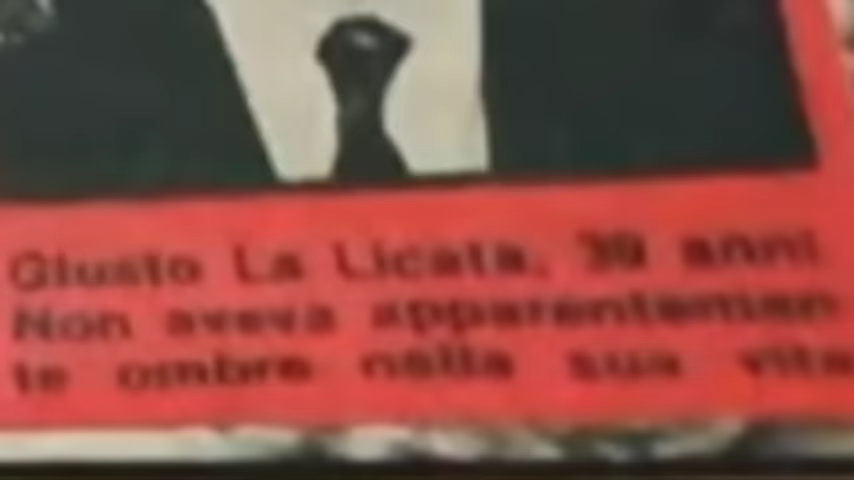 Giusto La Licata, 39 anni
Non aveva apparentemen
te ombre nella sua vita